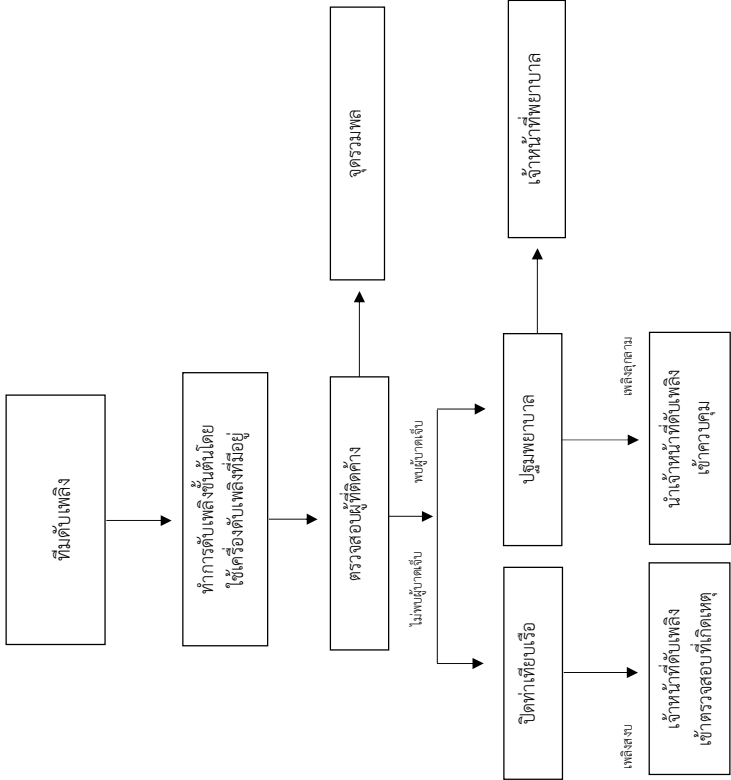 ทีมดับเพลิง
ทำการดับเพลิงขั้นต้นโดย
ใช้เครื่องดับเพลิงที่มีอยู่
ตรวจสอบผู้ที่ติดค้าง
จุดรวมพล
ไม่พบผู้บาดเจ็บ
พบผู้บาดเจ็บ
ปิดท่าเทียบเรือ
ปฐมพยาบาล
เจ้าหน้าที่พยาบาล
เพลิงสงบ
เพลิงลุกลาม
เจ้าหน้าที่ดับเพลิง
เข้าตรวจสอบที่เกิดเหตุ
นำเจ้าหน้าที่ดับเพลิง
เข้าควบคุม